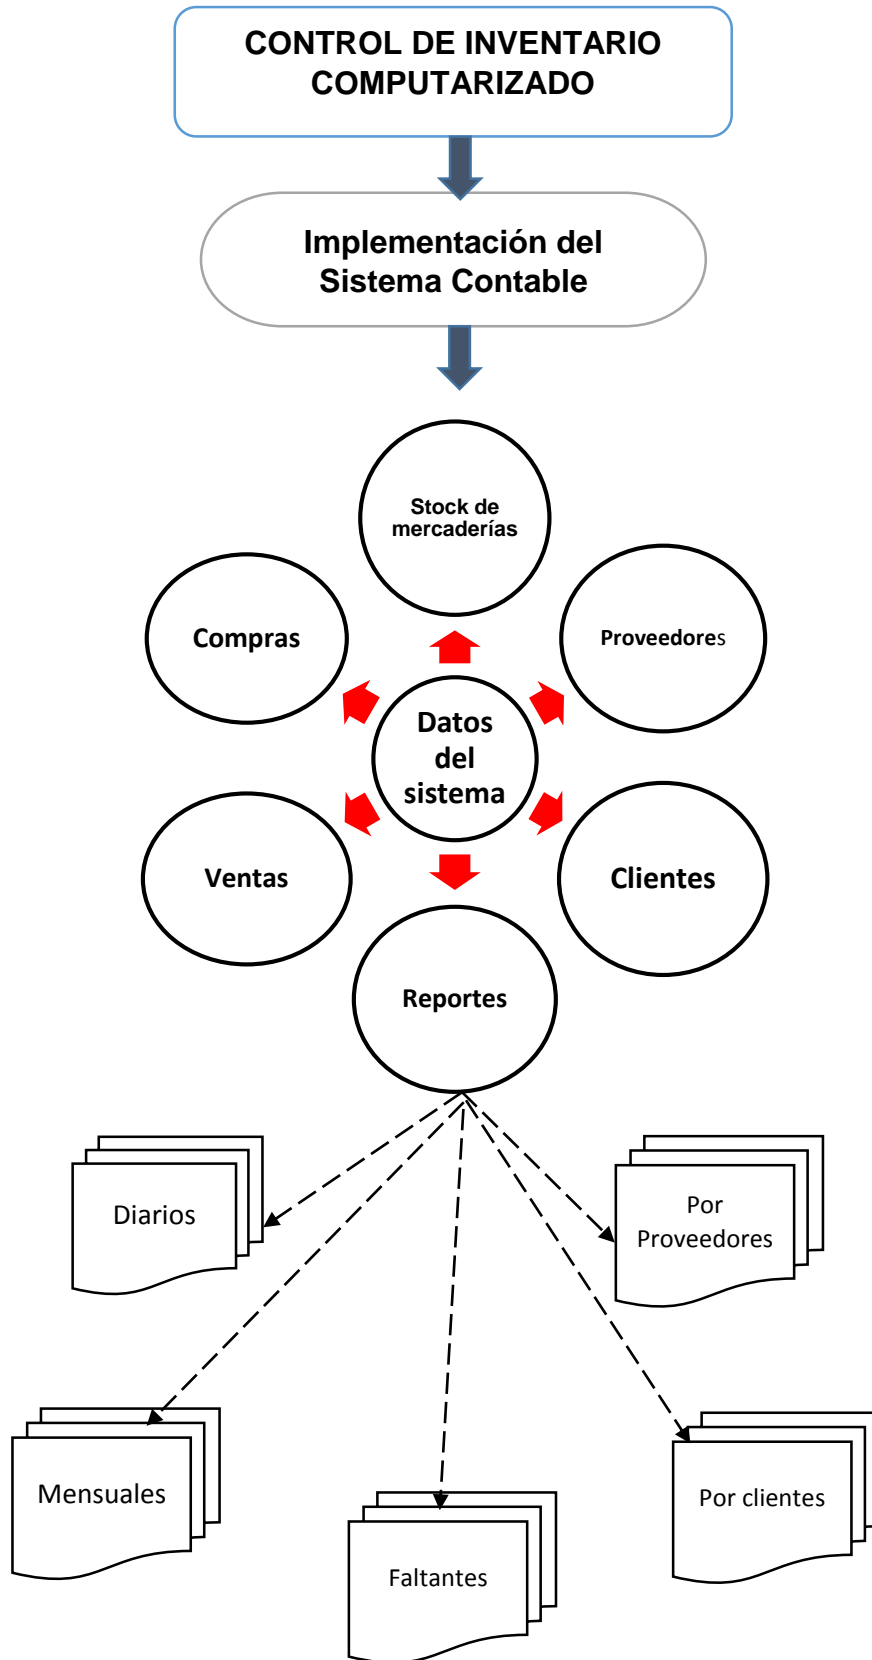 CONTROL DE INVENTARIO
COMPUTARIZADO
Implementación del
Sistema Contable
Stock de
mercaderías
Compras
Proveedores
Datos
del
sistema
Ventas
Clientes
Reportes
Diarios
Por
Proveedores
Mensuales
Por clientes
Faltantes